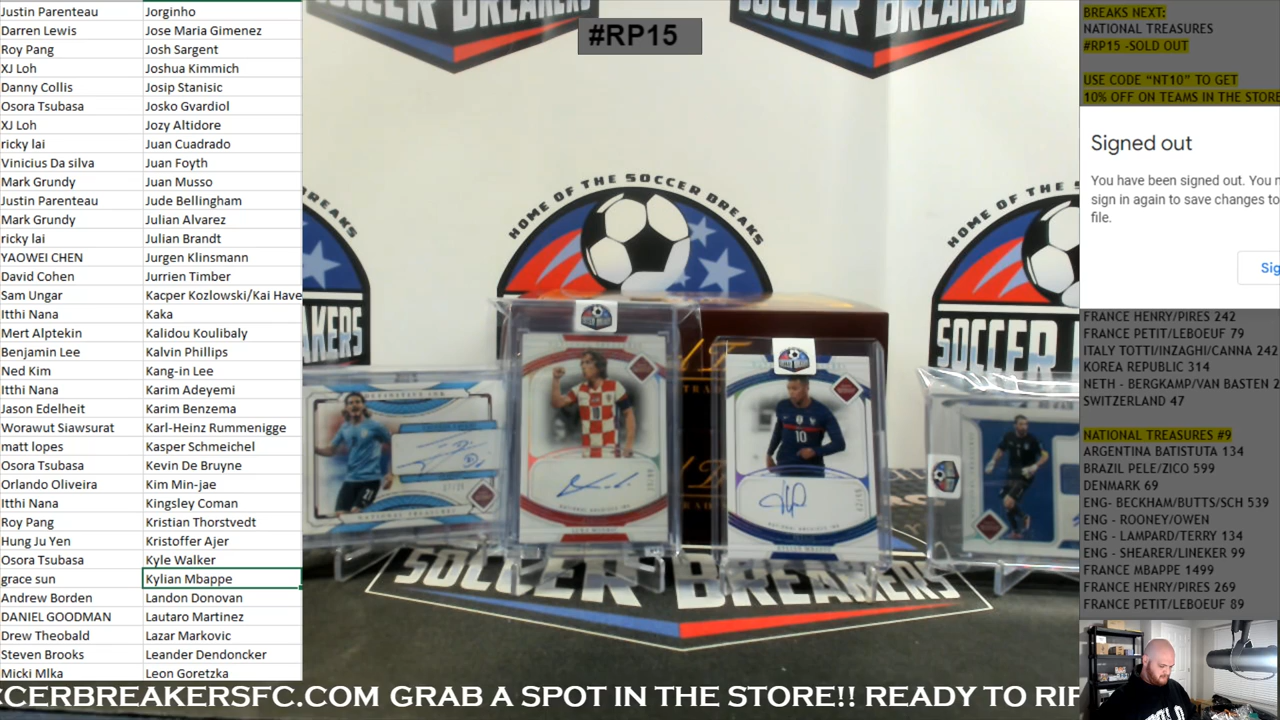 Justin Parenteau Jorginho
Darren Lewis Jose Maria Gimenez
Roy Pang Josh Sargent
XJ Loh Joshua Kimmich
Danny Collis Josip Stanisic
Osora Tsubasa Josko Gvardiol
XJ Loh Jozy Altidore
ricky lai Juan Cuadrado
Vinicius Da silva Juan Foyth
Mark Grundy Juan Musso
Justin Parenteau Jude Bellingham
Mark Grundy Julian Alvarez
ricky lai Julian Brandt
YAOWEI CHEN Jurgen Klinsmann
David Cohen Jurrien Timber
Sam Ungar Kacper Kozlowski/Kai Have
Itthi Nana Kaka
Mert Alptekin Kalidou Koulibaly
Benjamin Lee Kalvin Phillips
Ned Kim Kang-in Lee
Itthi Nana Karim Adeyemi
Jason Edelheit Karim Benzema
Worawut Siawsurat Karl-Heinz Rummenigge
matt lopes Kasper Schmeichel
Osora Tsubasa Kevin De Bruyne
Orlando Oliveira Kim Min-jae
Itthi Nana Kingsley Coman
Roy Pang Kristian Thorstvedt
Hung Ju Yen Kristoffer Ajer
Osora Tsubasa Kyle Walker
grace sun Kylian Mbappe
Andrew Borden Landon Donovan
DANIEL GOODMAN Lautaro Martinez
Drew Theobald Lazar Markovic
Steven Brooks Leander Dendoncker
Micki Mlka Leon Goretzka
#RP15
BREAKERS
HOME OF THE SOCCER BREAKS
SOCCER
BREAKERS
SOCCER BREAKERS
NATIONAL TREASURES
BREAKS NEXT:
NATIONAL TREASURES
#RP15 -SOLD OUT
USE CODE “NT10” TO GET
10% OFF ON TEAMS IN THE STORE
Signed out
You have been signed out. You
sign in again to save changes to
file.
Sig
FRANCE HENRY/PIRES 242
FRANCE PETIT/LEBOEUF 79
ITALY TOTTI/INZAGHI/CANNA 242
KOREA REPUBLIC 314
NETH - BERGKAMP/VAN BASTEN 2
SWITZERLAND 47
NATIONAL TREASURES #9
ARGENTINA BATISTUTA 134
BRAZIL PELE/ZICO 599
DENMARK 69
ENG- BECKHAM/BUTTS/SCH 539
ENG - ROONEY/OWEN
ENG - LAMPARD/TERRY 134
ENG - SHEARER/LINEKER 99
FRANCE MBAPPE 1499
FRANCE HENRY/PIRES 269
FRANCE PETIT/LEBOEUF 89
CCERBREAKERSFC.COM GRAB A SPOT IN THE STORE!! READY TO RIP